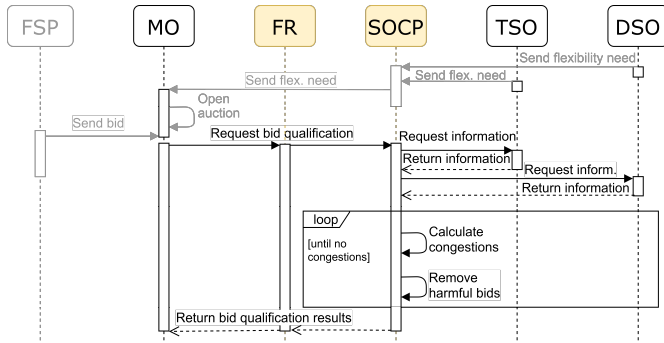 FSP
MO
FR
SOCP
TSO
DSO
Send flexibility need
Send flex. need
Send flex. need
Open
auction
Send bid
Request bid qualification
Request information
Return information
Request inform.
Return information
loop
[until no
congestions]
Calculate
congestions
Remove
harmful bids
Return bid qualification results